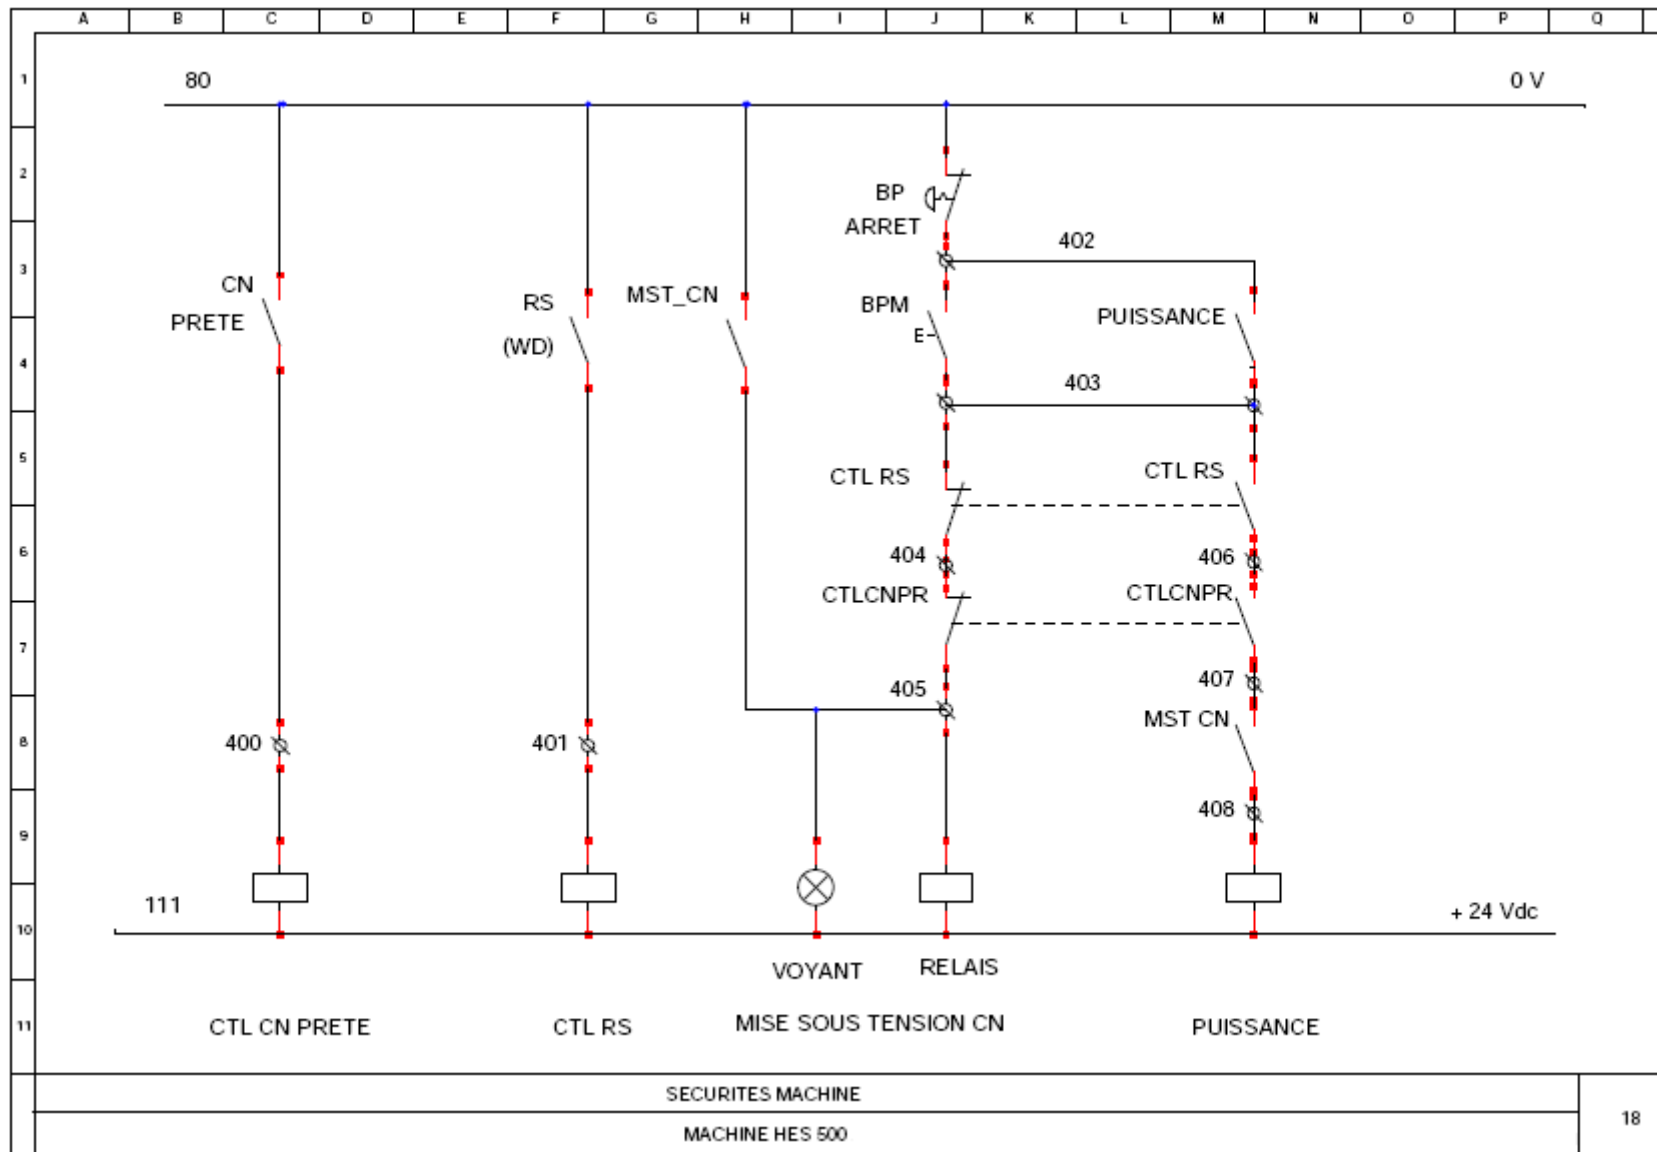 A B C D E F G H I J K L M N O P Q
1
80
0 V
2
BP
ARRET
402
3
CN
PRETE
RS
(WD)
MST_CN
BPM
E
PUISSANCE
4
403
5
CTL RS
CTL RS
6
404
406
CTLCNPR
CTLCNPR
7
405
407
MST CN
8
400
401
408
9
111
+ 24 Vdc
10
VOYANT
RELAIS
11
CTL CN PRETE
CTL RS
MISE SOUS TENSION CN
PUISSANCE
SECURITES MACHINE
MACHINE HES 500
18